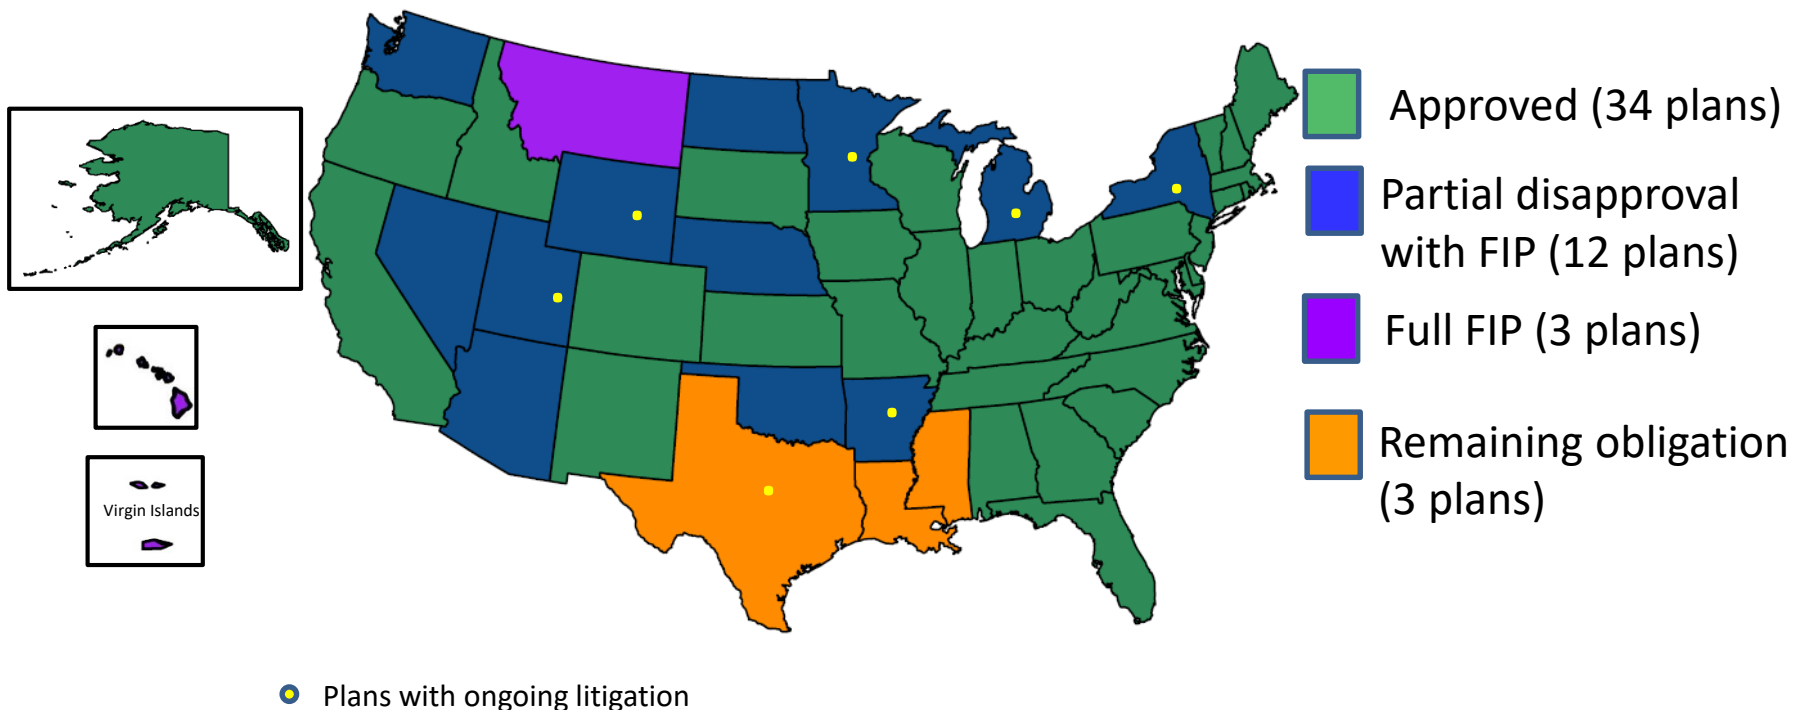 Approved (34 plans)
Partial disapproval
with FIP (12 plans)
Full FIP (3 plans)
Remaining obligation
(3 plans)
Virgin Islands
Plans with ongoing litigation